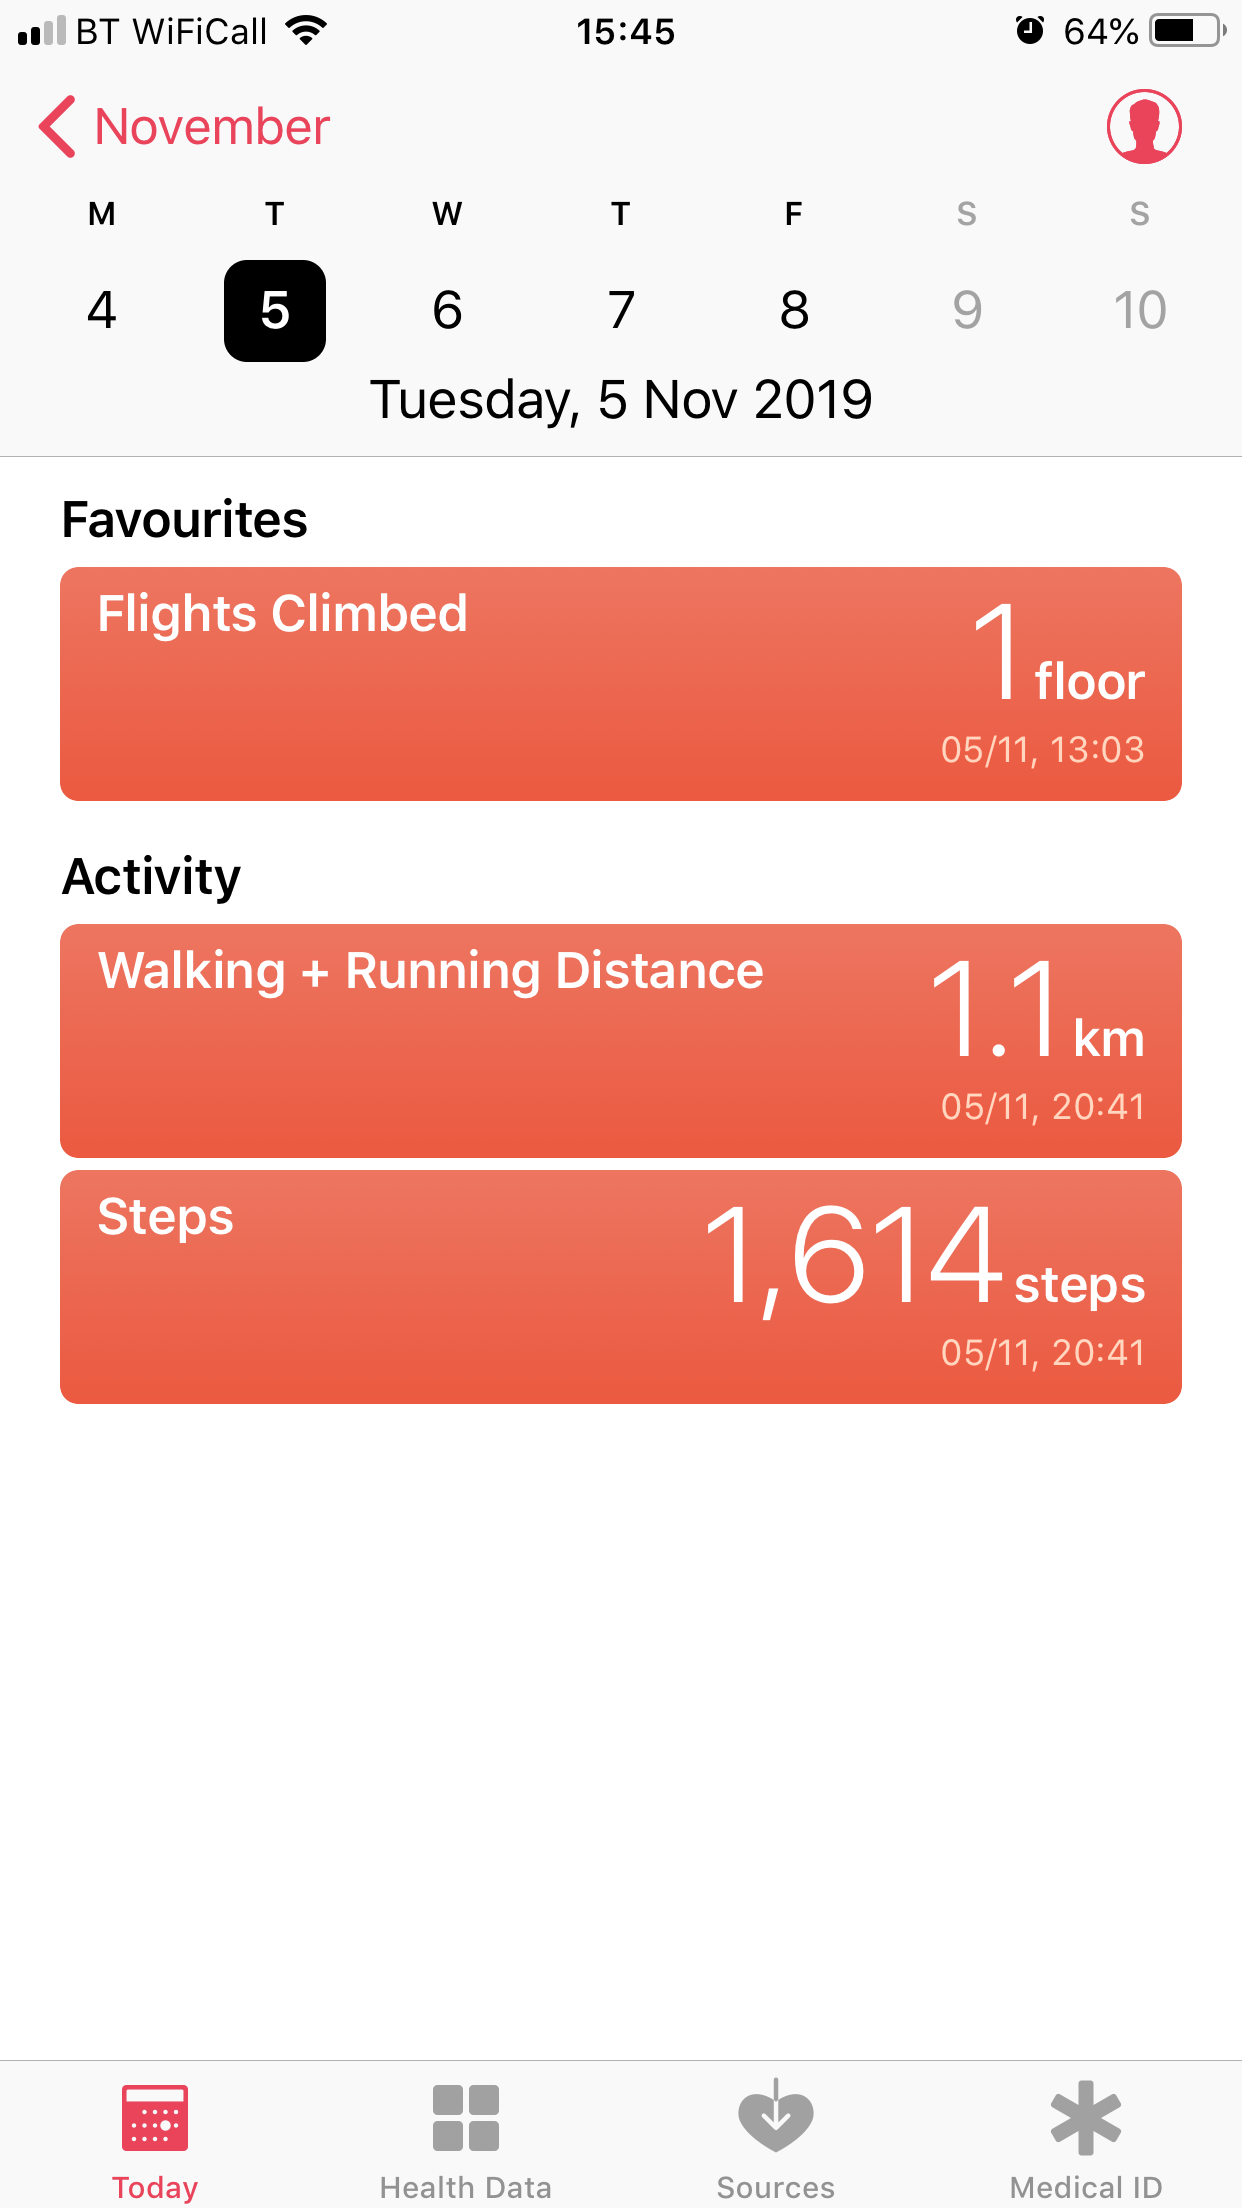 BT WiFiCall 15:45 64%
November
M T W T F S S
4 5 6 7 8 9 10
Tuesday, 5 Nov 2019
Favourites
Flights Climbed
1 floor
05/11, 13:03
Activity
Walking + Running Distance
1.1 km
05/11, 20:41
Steps
1,614 steps
05/11, 20:41
Today Health Data Sources Medical ID